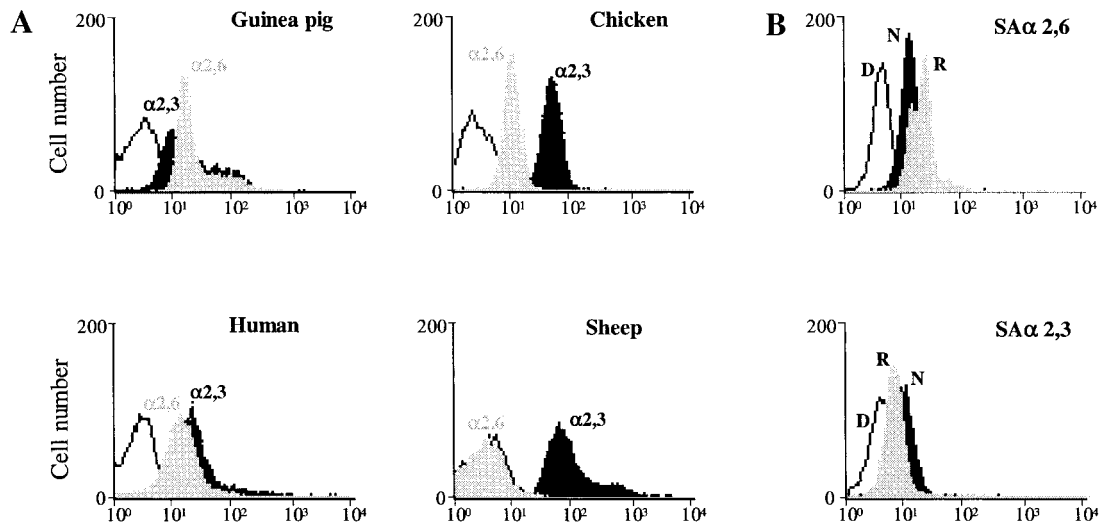 A
Guinea pig
Chicken
B
SAα 2,6
200
Cell number
α2,3
α2,6
0
10⁰ 10¹ 10² 10³ 10⁴
200
α2,6
α2,3
0
10⁰ 10¹ 10² 10³ 10⁴
200
D
N
R
0
10⁰ 10¹ 10² 10³ 10⁴
Human
Sheep
SAα 2,3
200
Cell number
α2,6
α2,3
0
10⁰ 10¹ 10² 10³ 10⁴
200
α2,6
α2,3
0
10⁰ 10¹ 10² 10³ 10⁴
200
D
R
N
0
10⁰ 10¹ 10² 10³ 10⁴